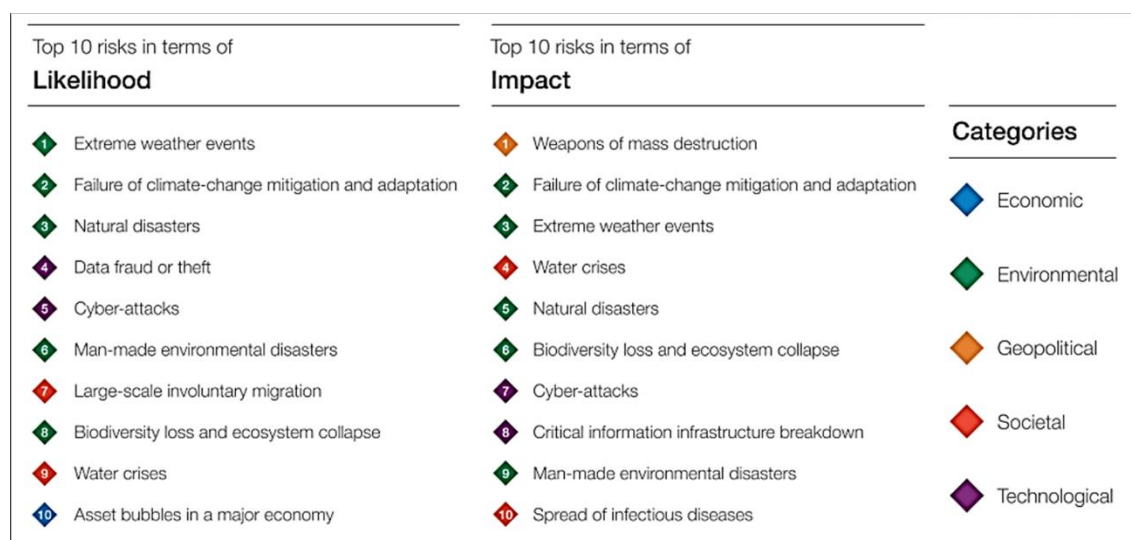 Top 10 risks in terms of
Likelihood
1 Extreme weather events
2 Failure of climate-change mitigation and adaptation
3 Natural disasters
4 Data fraud or theft
5 Cyber-attacks
6 Man-made environmental disasters
7 Large-scale involuntary migration
8 Biodiversity loss and ecosystem collapse
9 Water crises
10 Asset bubbles in a major economy
Top 10 risks in terms of
Impact
1 Weapons of mass destruction
2 Failure of climate-change mitigation and adaptation
3 Extreme weather events
4 Water crises
5 Natural disasters
6 Biodiversity loss and ecosystem collapse
7 Cyber-attacks
8 Critical information infrastructure breakdown
9 Man-made environmental disasters
10 Spread of infectious diseases
Categories
Economic
Environmental
Geopolitical
Societal
Technological